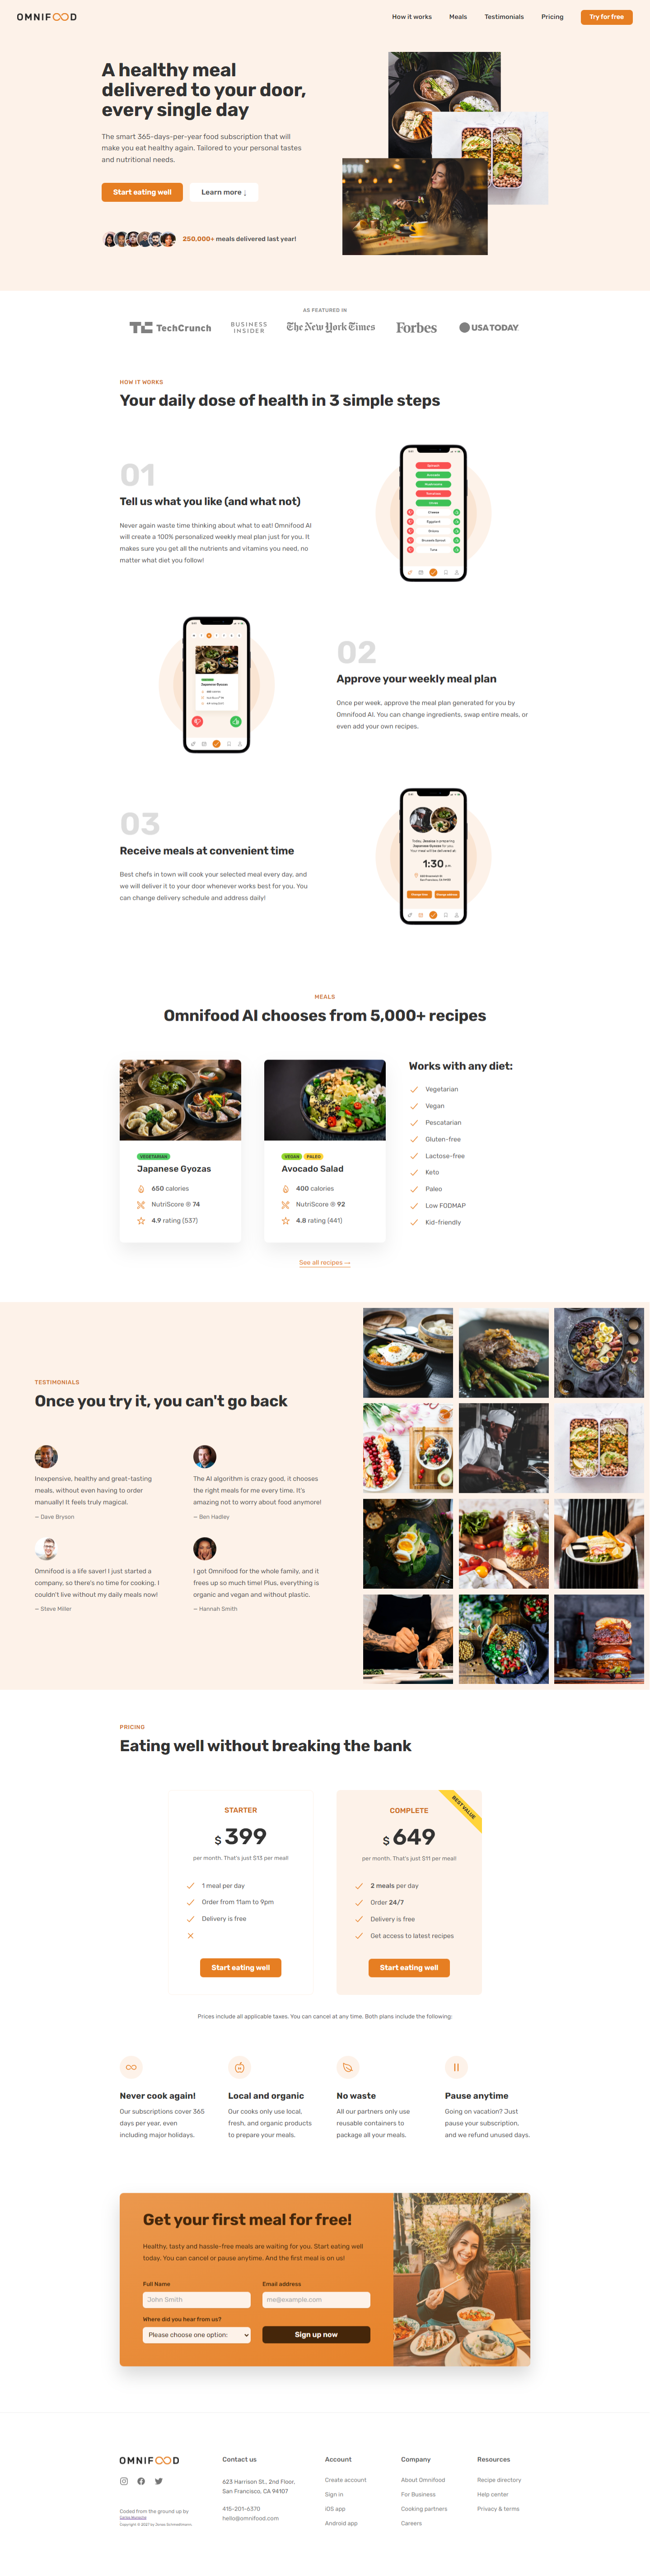 OMNIFOOD
How it works
Meals
Testimonials
Pricing
Try for free
A healthy meal
delivered to your door,
every single day
The smart 365-days-per-year food subscription that will
make you eat healthy again. Tailored to your personal tastes
and nutritional needs.
Start eating well
Learn more ↓
250,000+ meals delivered last year!
AS FEATURED IN
TechCrunch
BUSINESS
INSIDER
The New York Times
Forbes
USA TODAY
HOW IT WORKS
Your daily dose of health in 3 simple steps
01
Tell us what you like (and what not)
Never again waste time thinking about what to eat! Omnifood AI
will create a 100% personalized weekly meal plan just for you. It
makes sure you get all the nutrients and vitamins you need, no
matter what diet you follow!
Cheese
Eggplant
Onions
Brussels Sprout
Tuna
02
Approve your weekly meal plan
Once per week, approve the meal plan generated for you by
Omnifood AI. You can change ingredients, swap entire meals, or
even add your own recipes.
Japanese Gyozas
03
Receive meals at convenient time
Best chefs in town will cook your selected meal every day, and
we will deliver it to your door whenever works best for you. You
can change delivery schedule and address daily!
Today, Jessica is preparing
Japanese Gyozas for you.
Your meal will be delivered at
1:30
MEALS
Omnifood AI chooses from 5,000+ recipes
VEGETARIAN
Japanese Gyozas
650 calories
NutriScore ® 74
4.9 rating (537)
VEGAN PALEO
Avocado Salad
400 calories
NutriScore ® 92
4.8 rating (441)
Works with any diet:
Vegetarian
Vegan
Pescatarian
Gluten-free
Lactose-free
Keto
Paleo
Low FODMAP
Kid-friendly
See all recipes →
TESTIMONIALS
Once you try it, you can't go back
Inexpensive, healthy and great-tasting
meals, without even having to order
manually! It feels truly magical.
— Dave Bryson
The AI algorithm is crazy good, it chooses
the right meals for me every time. It's
amazing not to worry about food anymore!
— Ben Hadley
Omnifood is a life saver! I just started a
company, so there's no time for cooking. I
couldn't live without my daily meals now!
— Steve Miller
I got Omnifood for the whole family, and it
frees up so much time! Plus, everything is
organic and vegan and without plastic.
— Hannah Smith
PRICING
Eating well without breaking the bank
STARTER
$ 399
per month. That's just $13 per meal!
1 meal per day
Order from 11am to 9pm
Delivery is free
Start eating well
BEST VALUE
COMPLETE
$ 649
per month. That's just $11 per meal!
2 meals per day
Order 24/7
Delivery is free
Get access to latest recipes
Start eating well
Prices include all applicable taxes. You can cancel at any time. Both plans include the following:
Never cook again!
Our subscriptions cover 365
days per year, even
including major holidays.
Local and organic
Our cooks only use local,
fresh, and organic products
to prepare your meals.
No waste
All our partners only use
reusable containers to
package all your meals.
Pause anytime
Going on vacation? Just
pause your subscription,
and we refund unused days.
Get your first meal for free!
Healthy, tasty and hassle-free meals are waiting for you. Start eating well
today. You can cancel or pause anytime. And the first meal is on us!
Full Name
John Smith
Email address
me@example.com
Where did you hear from us?
Please choose one option:
Sign up now
OMNIFOOD
Coded from the ground up by
Contact us
623 Harrison St., 2nd Floor,
San Francisco, CA 94107
415-201-6370
hello@omnifood.com
Account
Create account
Sign in
iOS app
Android app
Company
About Omnifood
For Business
Cooking partners
Careers
Resources
Recipe directory
Help center
Privacy & terms